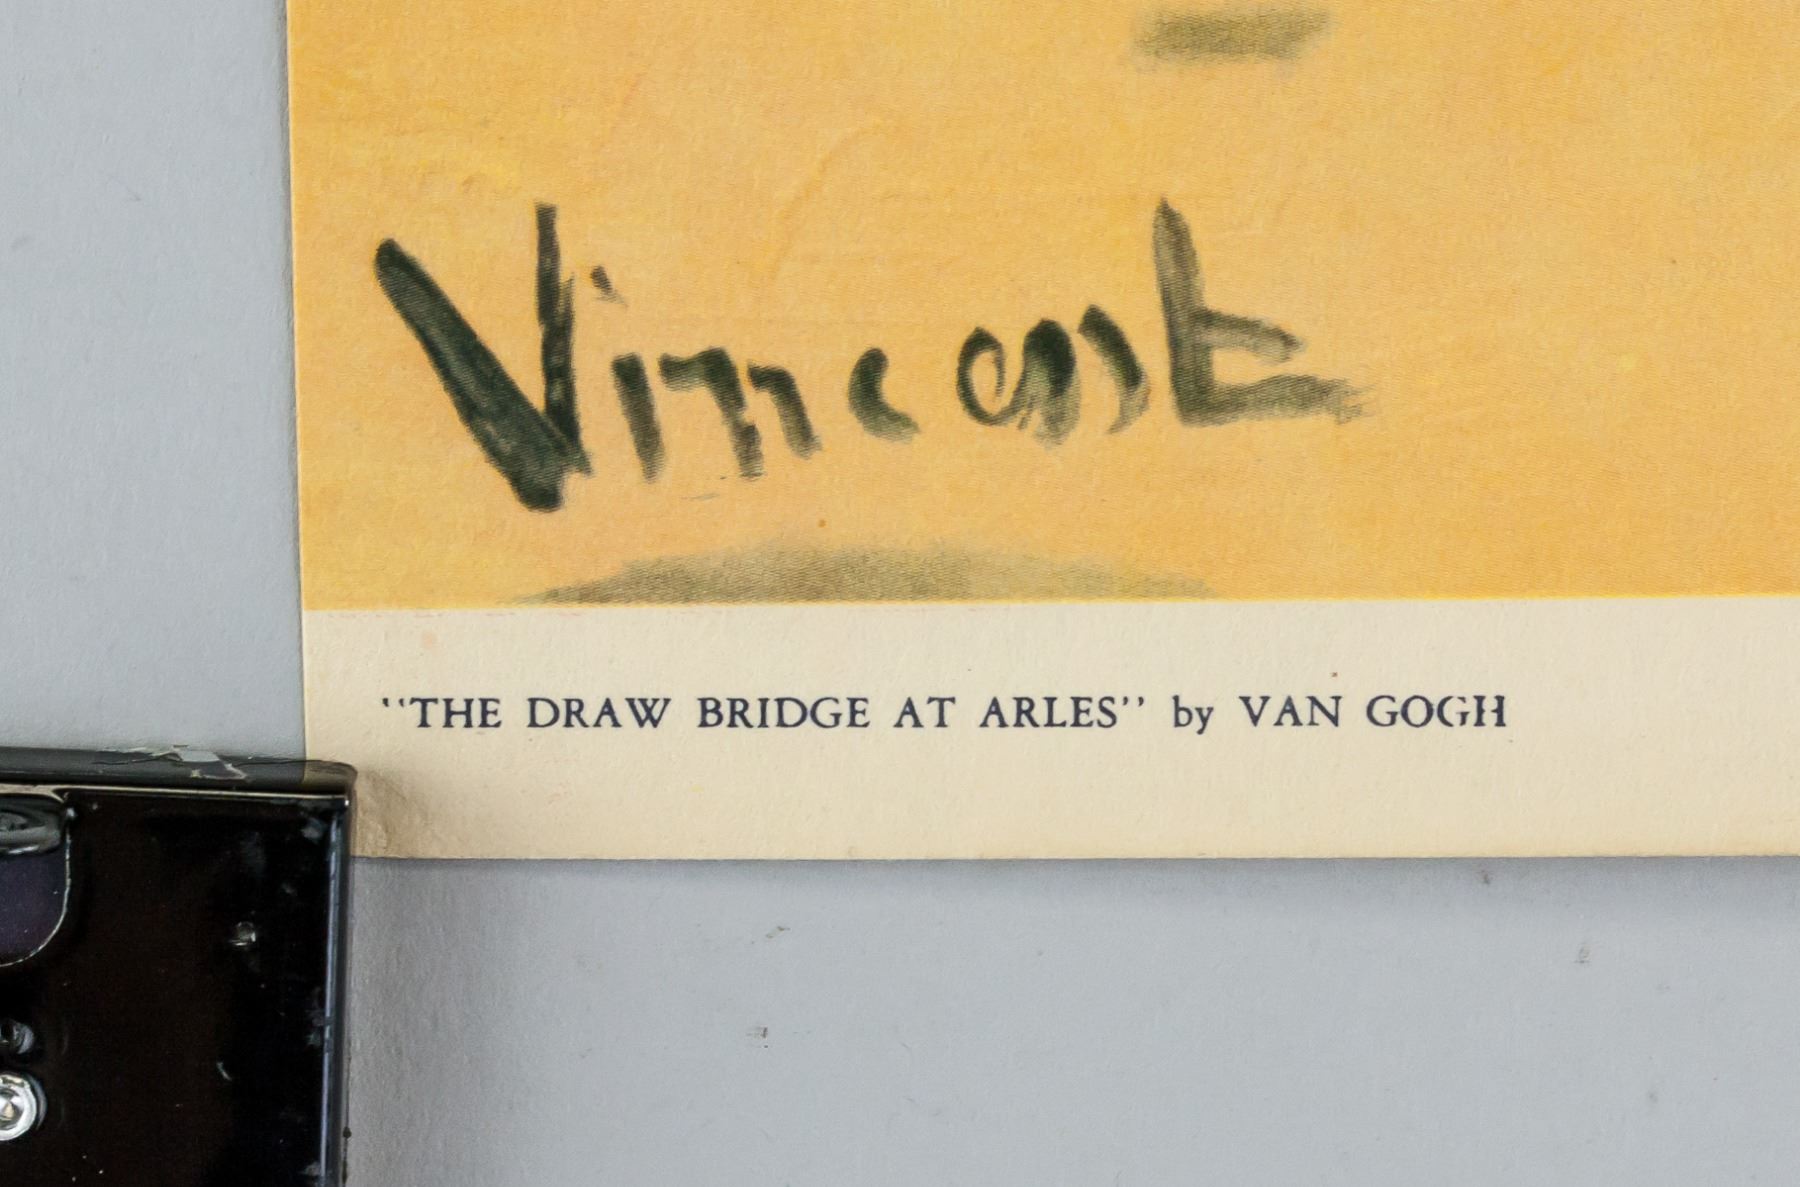 Vincent
"THE DRAW BRIDGE AT ARLES" by VAN GOGH